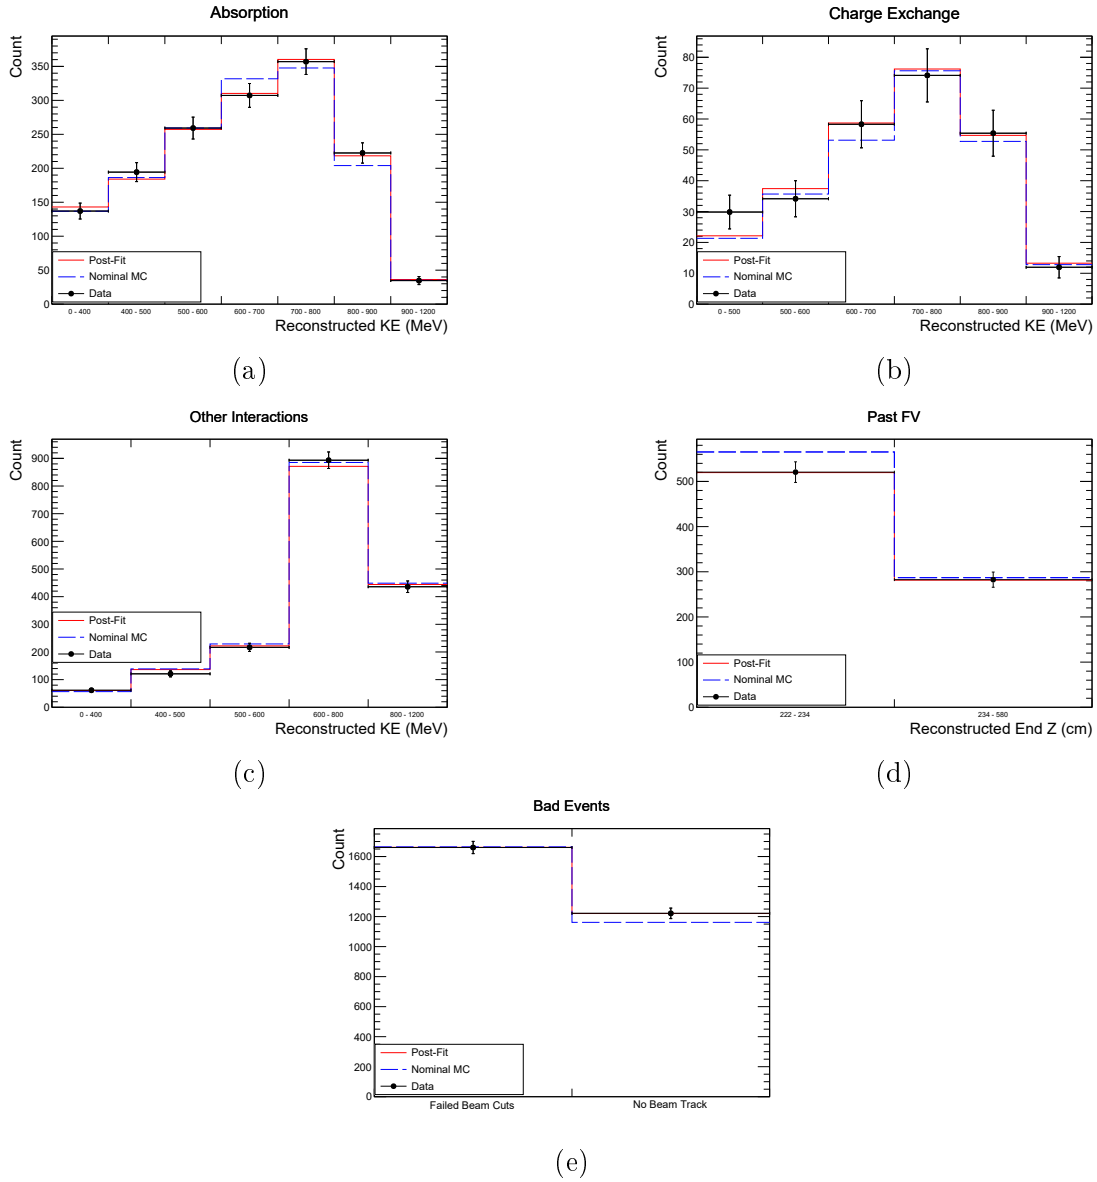 Absorption
Count
350
300
250
200
150
100
50
0
Post-Fit
Nominal MC
Data
0 - 400
400 - 500
500 - 600
600 - 700
700 - 800
800 - 900
900 - 1200
Reconstructed KE (MeV)
(a)
Charge Exchange
Count
80
70
60
50
40
30
20
10
0
Post-Fit
Nominal MC
Data
0 - 500
500 - 600
600 - 700
700 - 800
800 - 900
900 - 1200
Reconstructed KE (MeV)
(b)
Other Interactions
Count
900
800
700
600
500
400
300
200
100
0
Post-Fit
Nominal MC
Data
0 - 400
400 - 500
500 - 600
600 - 800
800 - 1200
Reconstructed KE (MeV)
(c)
Past FV
Count
500
400
300
200
100
0
Post-Fit
Nominal MC
Data
222 - 234
234 - 580
Reconstructed End Z (cm)
(d)
Bad Events
Count
1600
1400
1200
1000
800
600
400
200
0
Post-Fit
Nominal MC
Data
Failed Beam Cuts
No Beam Track
(e)